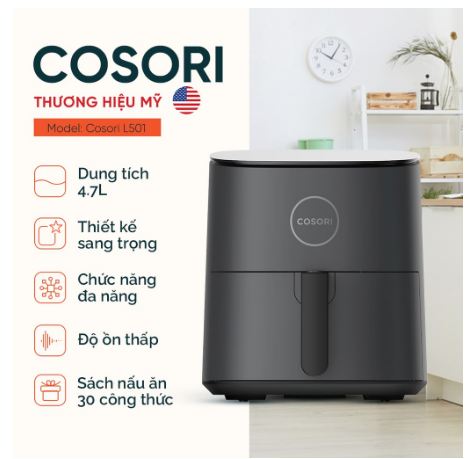 COSORI
THƯƠNG HIỆU MỸ
Model: Cosori L501
Dung tích
4.7L
Thiết kế
sang trọng
Chức năng
đa năng
Độ ồn thấp
Sách nấu ăn
30 công thức
COSORI